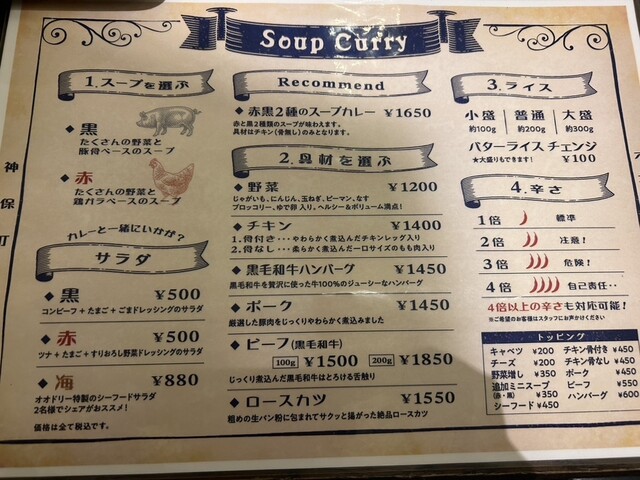 Soup Curry
1.スープを選ぶ
◆黒
たくさんの野菜と
豚骨ベースのスープ
◆赤
たくさんの野菜と
鶏ガラベースのスープ
カレーと一緒にいかが？
サラダ
◆黒 ¥500
コンビーフ＋たまご＋ごまドレッシングのサラダ
◆赤 ¥500
ツナ＋たまご＋すりおろし野菜ドレッシングのサラダ
◆海 ¥880
オオドリー特製のシーフードサラダ
2名様でシェアがおススメ！
価格は全て税込です。
Recommend
◆赤黒2種のスープカレー ¥1650
赤と黒2種類のスープが味わえます。
具材はチキン（骨無し）のみとなります。
2.具材を選ぶ
◆野菜 ¥1200
じゃがいも、にんじん、玉ねぎ、ピーマン、なす
ブロッコリー、ゆで卵 入り。ヘルシー＆ボリューム満点！
◆チキン ¥1400
1.骨付き・・・やわらかく煮込んだチキンレッグ入り
2.骨なし・・・柔らかく煮込んだ一口サイズのもも肉入り
◆黒毛和牛ハンバーグ ¥1450
黒毛和牛を贅沢に使った牛100%のジューシーなハンバーグ
◆ポーク ¥1450
厳選した豚肉をじっくりやわらかく煮込みました
◆ビーフ(黒毛和牛)
100g ¥1500 200g ¥1850
じっくり煮込んだ黒毛和牛はとろける舌触り
◆ロースカツ ¥1550
粗めの生パン粉に包まれてサクッと揚がった絶品ロースカツ
3.ライス
小盛 普通 大盛
約100g 約200g 約300g
バターライス チェンジ
★大盛りもできます！ ¥100
4.辛さ
1倍 標準
2倍 注意！
3倍 危険！
4倍 自己責任・・
4倍以上の辛さも対応可能！
※ご希望のお客様はスタッフにお声かけください。
トッピング
キャベツ ¥200 チキン骨付き ¥450
チーズ ¥200 チキン骨なし ¥450
野菜増し ¥350 ポーク ¥450
追加ミニスープ ビーフ ¥550
(赤・黒) ¥350 ハンバーグ ¥600
シーフード ¥450
神保町